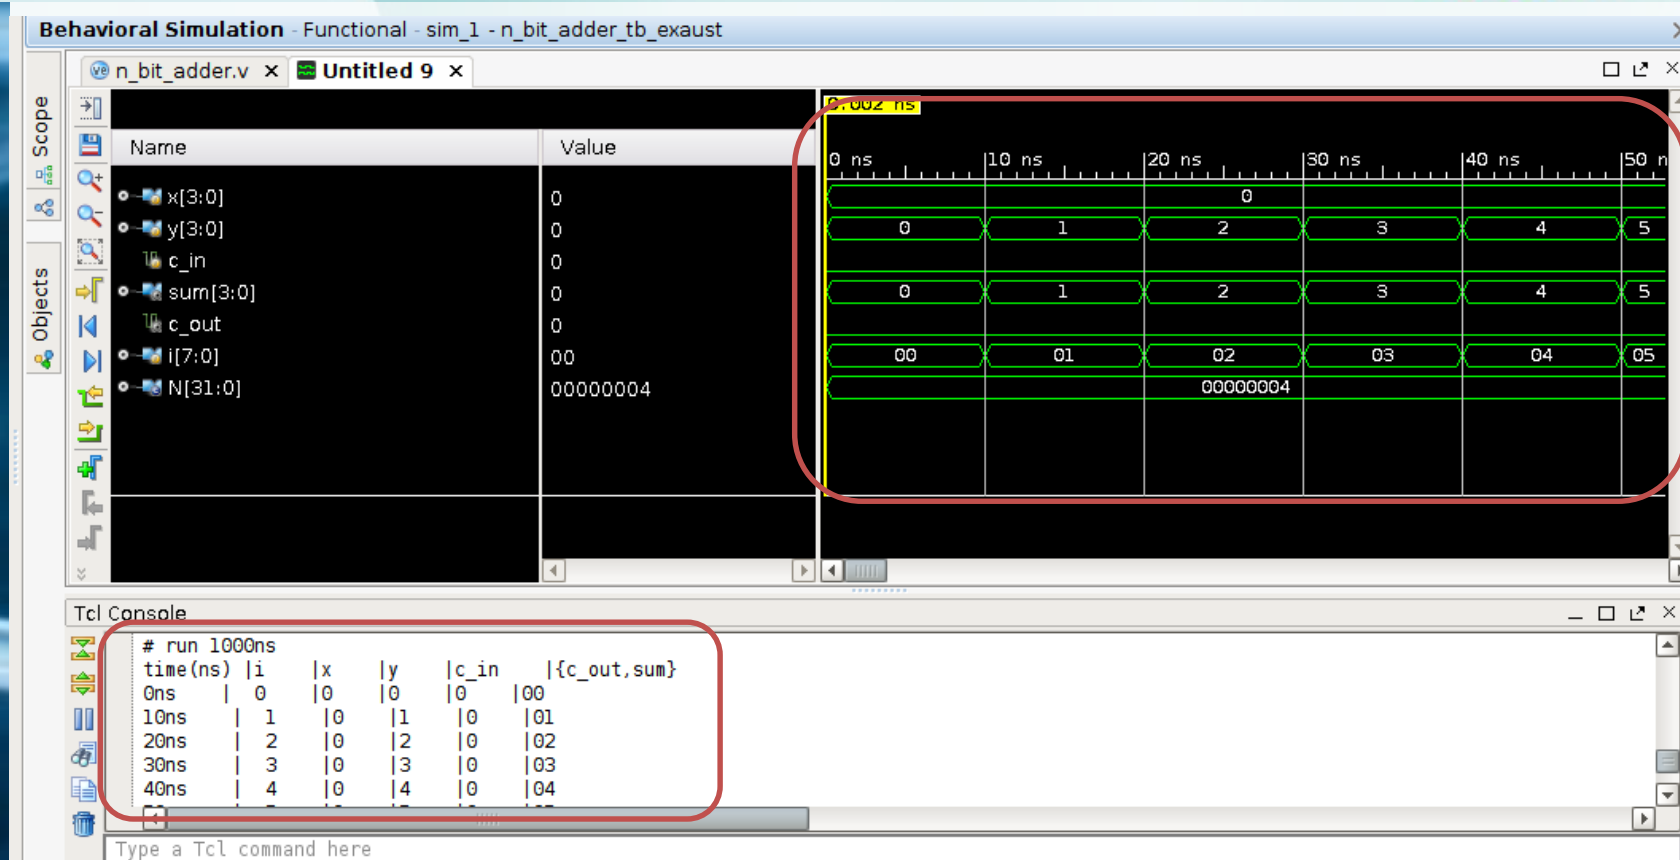 Behavioral Simulation - Functional - sim_1 - n_bit_adder_tb_exaust
n_bit_adder.v Untitled 9
Scope
Objects
0.002 ns
Name Value
0 ns 10 ns 20 ns 30 ns 40 ns 50 n
x[3:0] 0 0
y[3:0] 0 0 1 2 3 4 5
c_in 0
sum[3:0] 0 0 1 2 3 4 5
c_out 0
i[7:0] 00 00 01 02 03 04 05
N[31:0] 00000004 00000004
Tcl Console
# run 1000ns
time(ns) |i |x |y |c_in |{c_out,sum}
0ns | 0 |0 |0 |0 |00
10ns | 1 |0 |1 |0 |01
20ns | 2 |0 |2 |0 |02
30ns | 3 |0 |3 |0 |03
40ns | 4 |0 |4 |0 |04
Type a Tcl command here